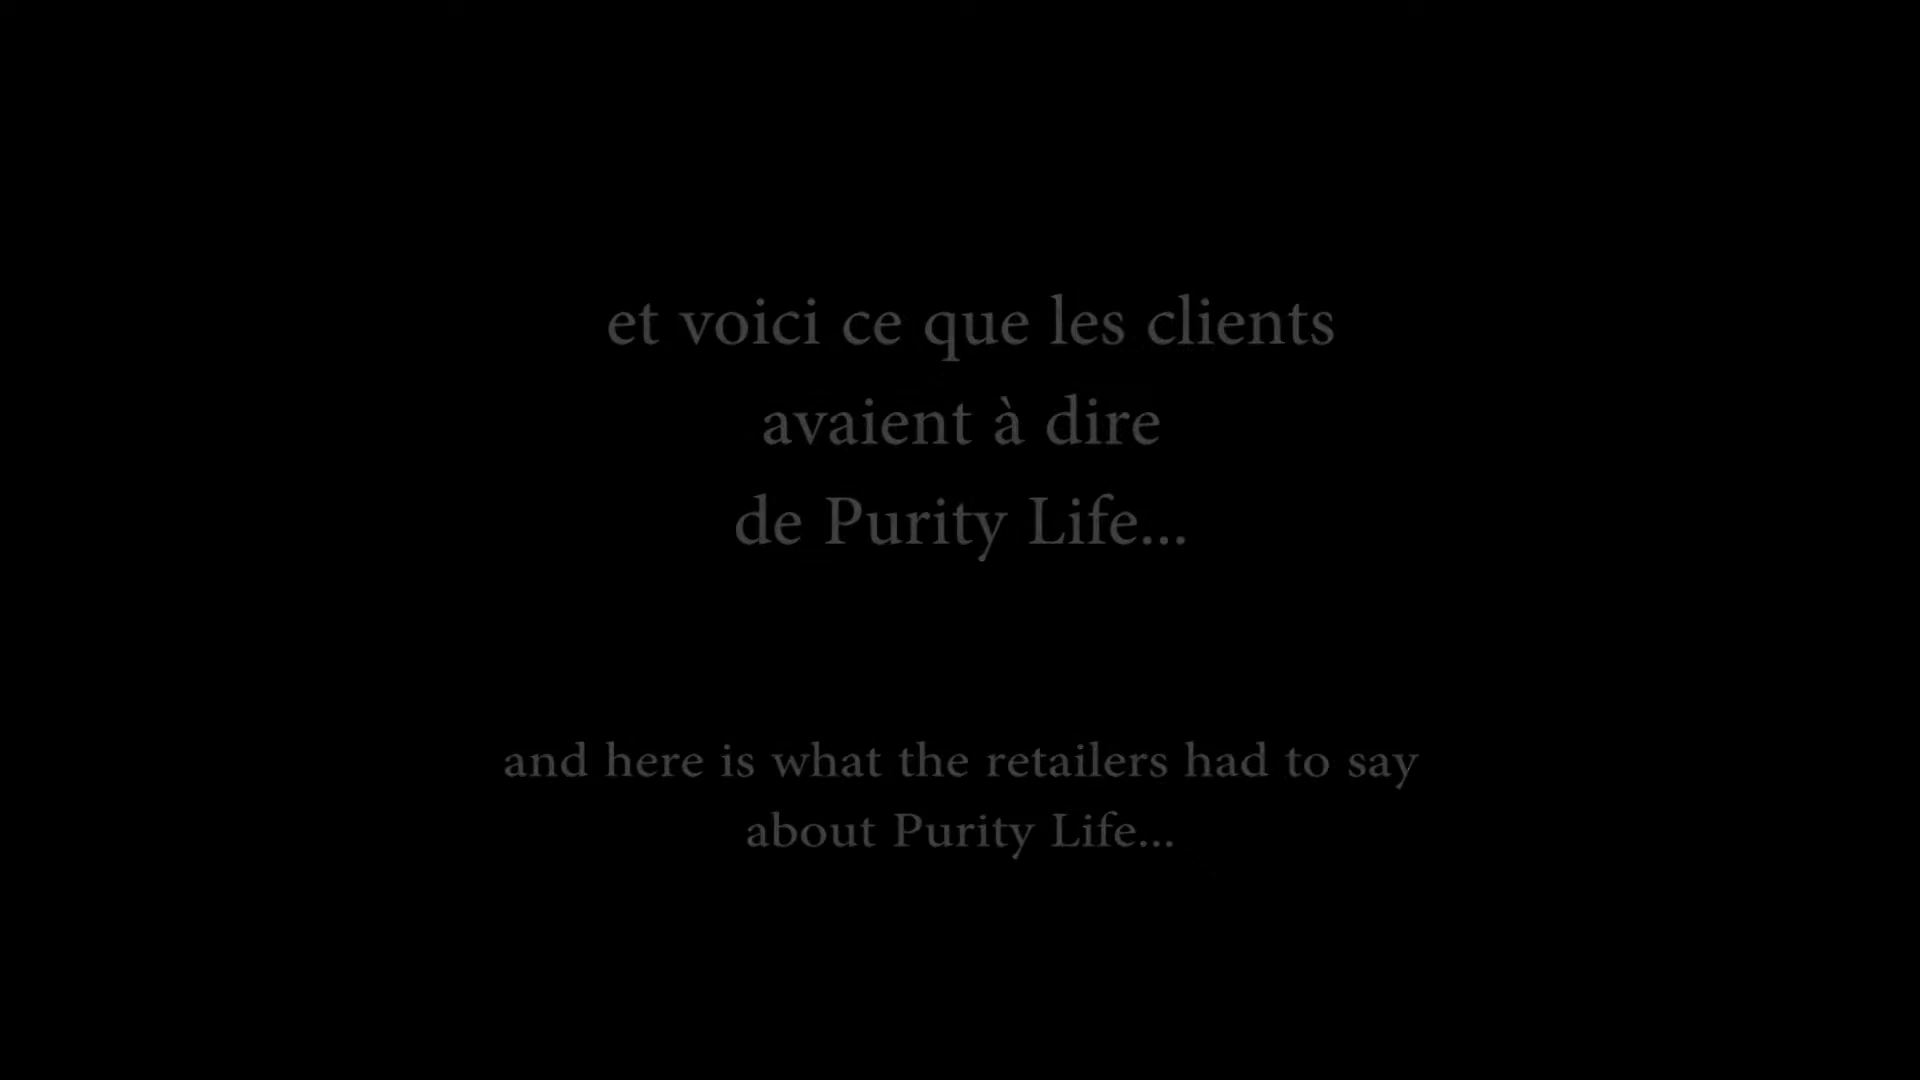 et voici ce que les clients
avaient à dire
de Purity Life...
and here is what the retailers had to say
about Purity Life...